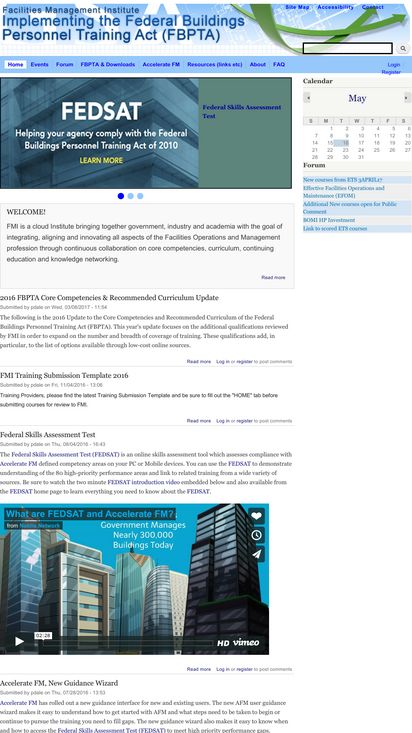 Facilities Management Institute
Implementing the Federal Buildings
Personnel Training Act (FBPTA)
Site Map Accessibility Contact
Home Events Forum FBPTA & Downloads Accelerate FM Resources (links etc) About FAQ
Login
Register
FEDSAT
Helping your agency comply with the Federal
Buildings Personnel Training Act of 2010
LEARN MORE
Federal Skills Assessment
Test
Calendar
May
S M T W T F S
1 2 3 4 5 6
7 8 9 10 11 12 13
14 15 16 17 18 19 20
21 22 23 24 25 26 27
28 29 30 31
Forum
New courses from ETS 3APRIL17
Effective Facilities Operations and
Maintenance (EFOM)
Additional New courses open for Public
Comment
BOMI HP Investment
Link to scored ETS courses
WELCOME!
FMI is a cloud Institute bringing together government, industry and academia with the goal of
integrating, aligning and innovating all aspects of the Facilities Operations and Management
profession through continuous collaboration on core competencies, curriculum, continuing
education and knowledge networking.
Read more
2016 FBPTA Core Competencies & Recommended Curriculum Update
Submitted by pdale on Wed, 03/08/2017 - 11:54
The following is the 2016 Update to the Core Competencies and Recommended Curriculum of the Federal
Buildings Personnel Training Act (FBPTA). This year's update focuses on the additional qualifications reviewed
by FMI in order to expand on the number and breadth of category of training. These qualifications add, in
particular, to the list of options available through low-cost online sources.
Read more Log in or register to post comments
FMI Training Submission Template 2016
Submitted by pdale on Fri, 11/04/2016 - 13:06
Training Providers, please find the latest Training Submission Template and be sure to fill out the "HOME" tab before
submitting courses for review to FMI.
Read more Log in or register to post comments
Federal Skills Assessment Test
Submitted by pdale on Thu, 08/04/2016 - 16:43
The Federal Skills Assessment Test (FEDSAT) is an online skills assessment tool which assesses compliance with
Accelerate FM defined competency areas on your PC or Mobile devices. You can use the FEDSAT to demonstrate
understanding of the 80 high-priority performance areas and link to related training from a wide variety of
sources. Be sure to watch the two minute FEDSAT introduction video embedded below and also available from
the FEDSAT home page to learn everything you need to know about the FEDSAT.
What are FEDSAT and Accelerate FM?
from
Government Manages
Nearly 300,000
Buildings Today
02:28
HD vimeo
Read more Log in or register to post comments
Accelerate FM, New Guidance Wizard
Submitted by pdale on Thu, 07/28/2016 - 13:53
Accelerate FM has rolled out a new guidance interface for new and existing users. The new AFM user guidance
wizard makes it easy to understand how to get started with AFM and what steps need to be taken to begin or
continue to pursue the training you need to fill gaps. The new guidance wizard also makes it easy to know when
and how to access the Federal Skills Assessment Test (FEDSAT) to meet high priority performance gaps.